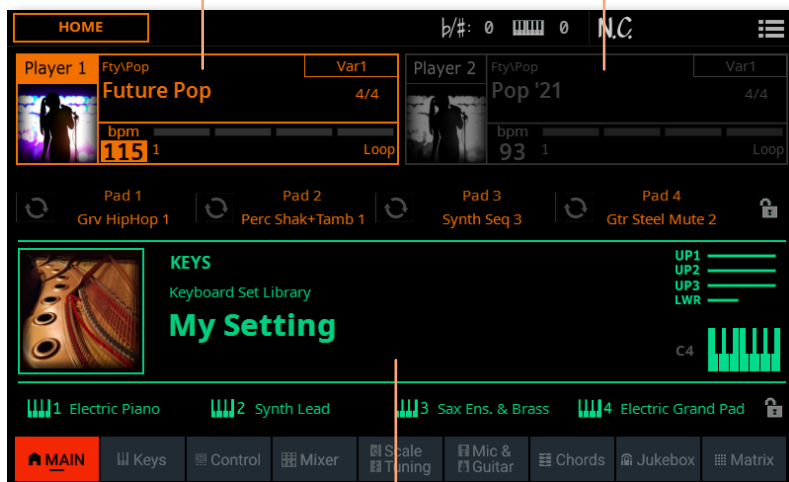 HOME
b/#: 0 0 N.C.
Player 1 Fty\Pop Var1
Future Pop
4/4
bpm
115 1 Loop
Player 2 Fty\Pop Var1
Pop '21
4/4
bpm
93 1 Loop
Pad 1
Grv HipHop 1
Pad 2
Perc Shak+Tamb 1
Pad 3
Synth Seq 3
Pad 4
Gtr Steel Mute 2
KEYS
Keyboard Set Library
My Setting
UP1
UP2
UP3
LWR
C4
1 Electric Piano
2 Synth Lead
3 Sax Ens. & Brass
4 Electric Grand Pad
MAIN
Keys
Control
Mixer
Scale
Tuning
Mic &
Guitar
Chords
Jukebox
Matrix